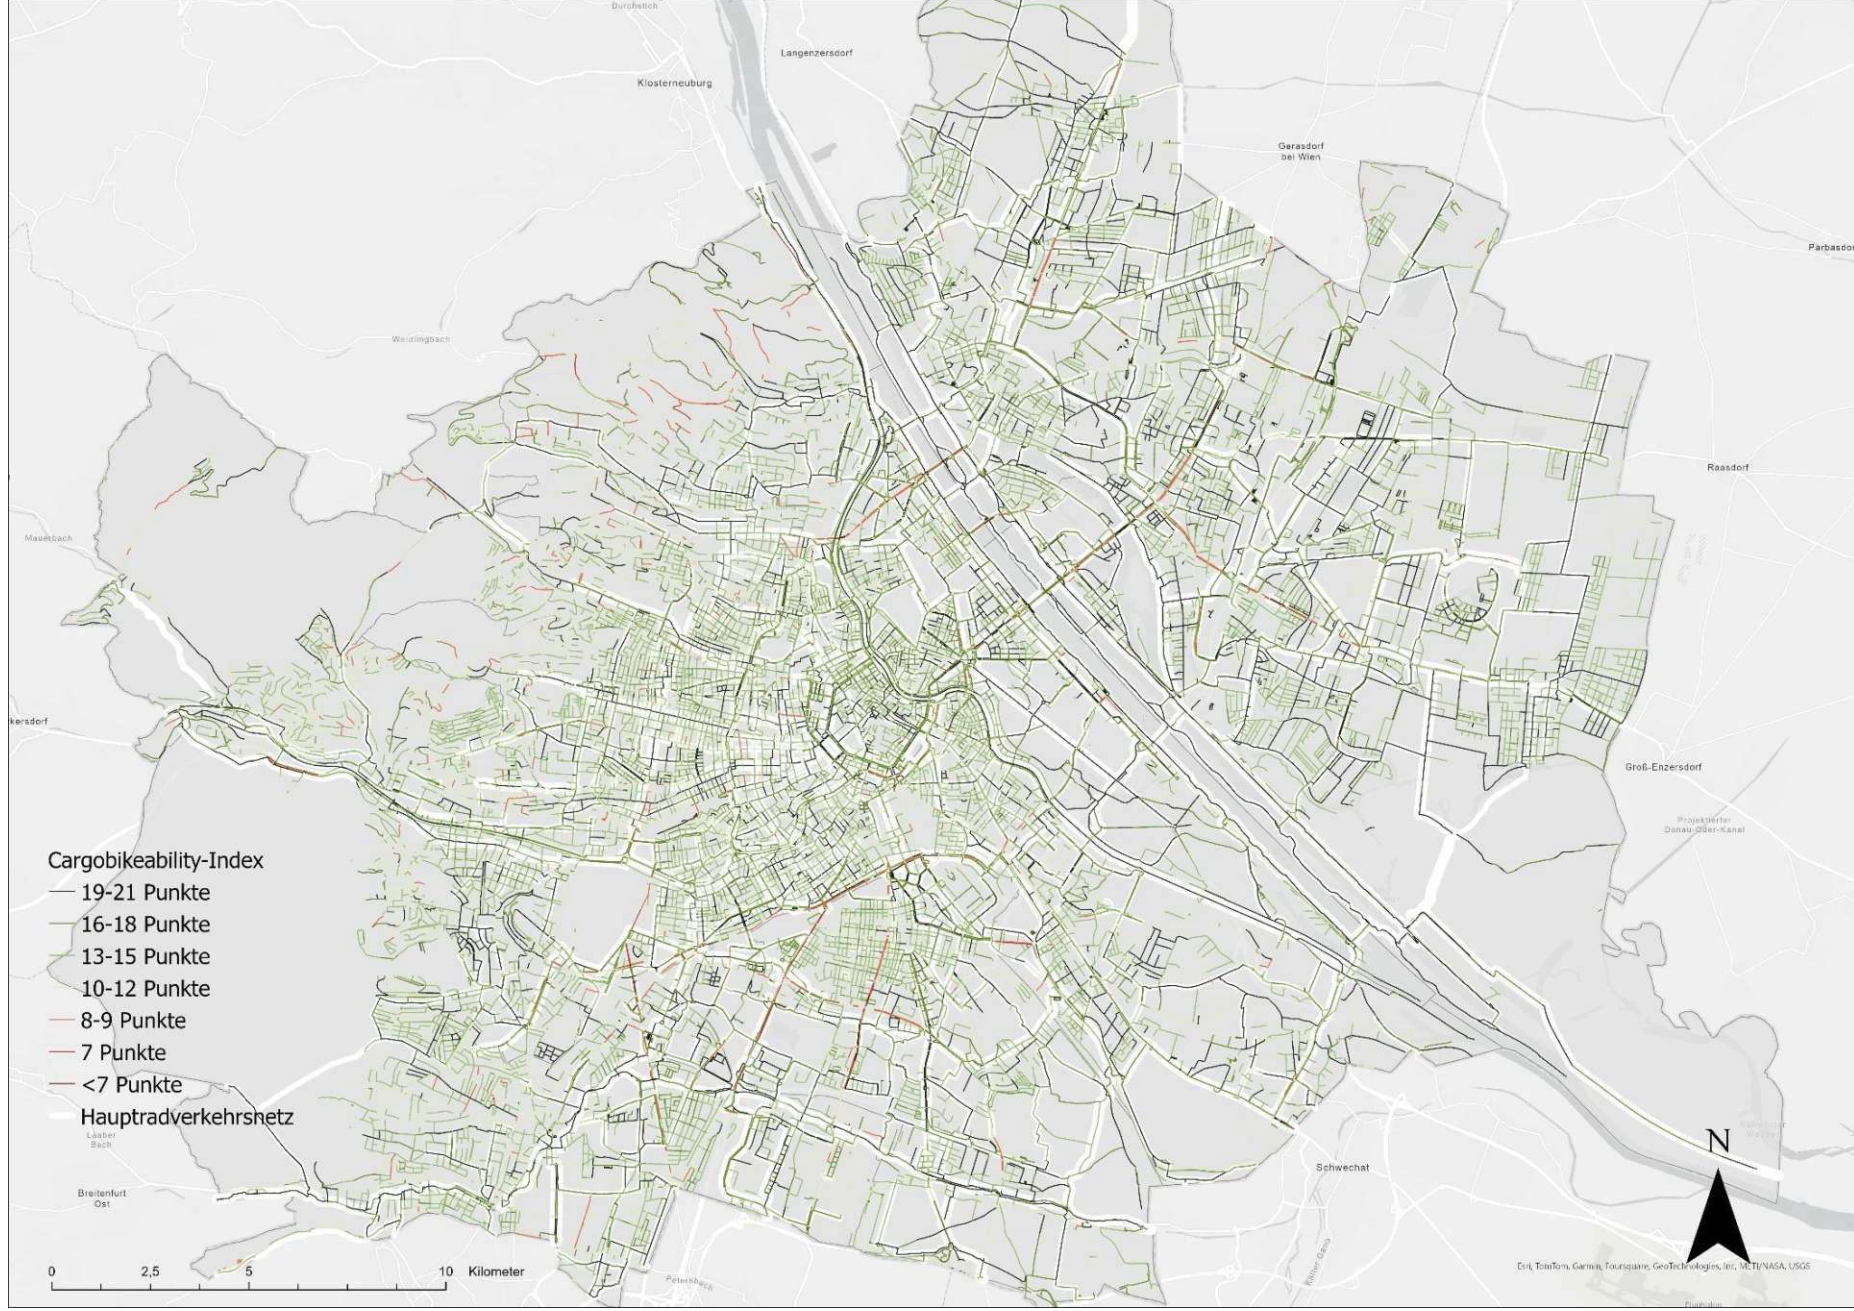 Durchstich
Langenzersdorf
Klosterneuburg
Gerasdorf
bei Wien
Weidlingbach
Raasdorf
Mauerbach
Groß-Enzersdorf
Projektierter
Donau-Oder-Kanal
Cargobikeability-Index
19-21 Punkte
16-18 Punkte
13-15 Punkte
10-12 Punkte
8-9 Punkte
7 Punkte
<7 Punkte
Hauptradverkehrsnetz
Laaber
Bach
Breitenfurt
Ost
Schwechat
N
0 2,5 5 10 Kilometer
Petersbach
Esri, TomTom, Garmin, Foursquare, GeoTechnologies, Inc, METI/NASA, USGS